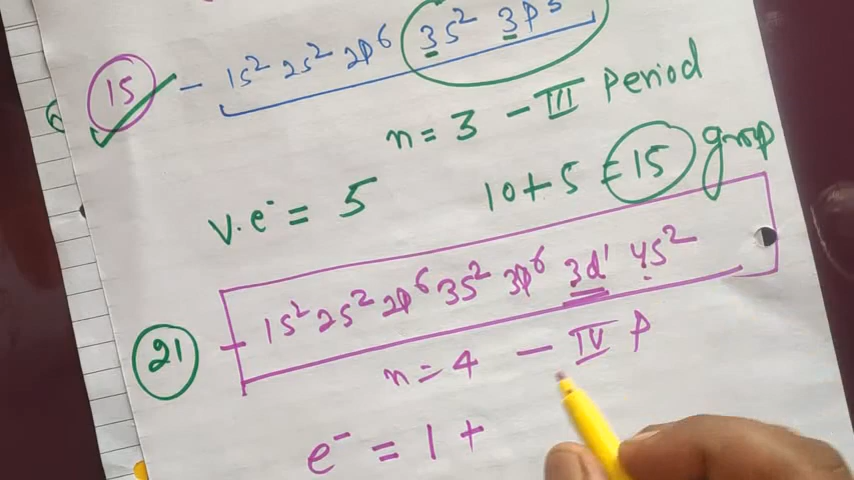 15 - 1s² 2s² 2p⁶ 3s² 3p³
n = 3 - III Period
v.e⁻ = 5 10+5 = 15 group
21 - 1s² 2s² 2p⁶ 3s² 3p⁶ 3d¹ 4s²
n = 4 - IV P
e⁻ = 1 +